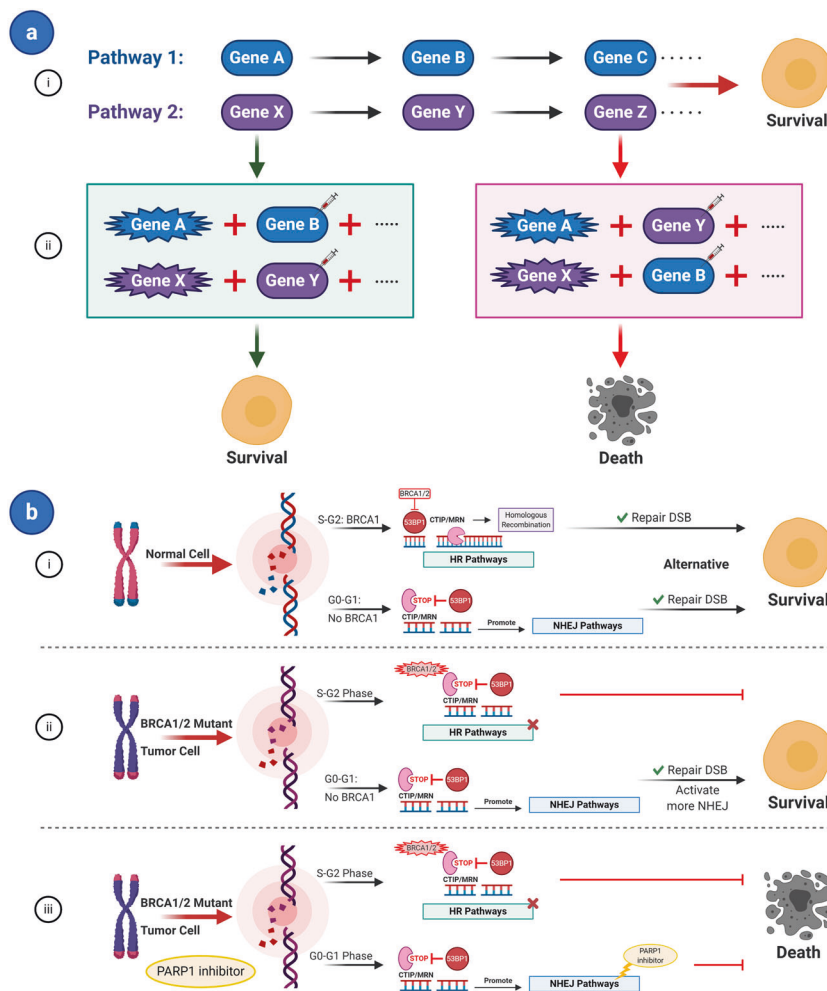 a
i
Pathway 1: Gene A Gene B Gene C .....
Pathway 2: Gene X Gene Y Gene Z .....
Survival
ii
Gene A + Gene B + .....
Gene X + Gene Y + .....
Gene A + Gene Y + .....
Gene X + Gene B + .....
Survival
Death
b
i
Normal Cell
S-G2: BRCA1
BRCA1/2
53BP1
CTIP/MRN
Homologous
Recombination
HR Pathways
Repair DSB
Alternative
G0-G1:
No BRCA1
STOP 53BP1
CTIP/MRN
Promote
NHEJ Pathways
Repair DSB
Survival
ii
BRCA1/2 Mutant
Tumor Cell
S-G2 Phase
BRCA1/2
STOP 53BP1
CTIP/MRN
HR Pathways
G0-G1:
No BRCA1
STOP 53BP1
CTIP/MRN
Promote
NHEJ Pathways
Repair DSB
Activate
more NHEJ
Survival
iii
BRCA1/2 Mutant
Tumor Cell
PARP1 inhibitor
S-G2 Phase
BRCA1/2
STOP 53BP1
CTIP/MRN
HR Pathways
G0-G1 Phase
STOP 53BP1
CTIP/MRN
Promote
NHEJ Pathways
PARP1
inhibitor
Death